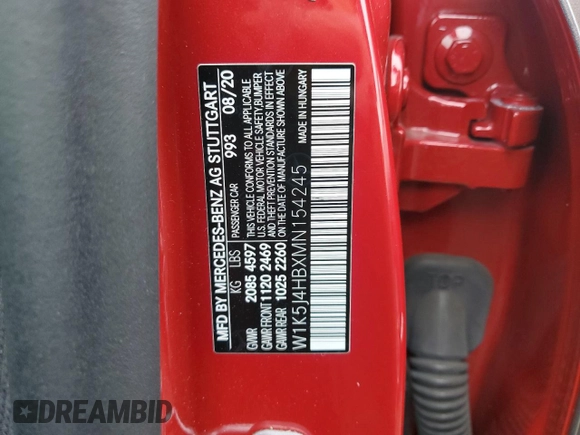 MFD BY MERCEDES-BENZ AG STUTTGART
PASSENGER CAR 993 08/20
KG LBS
GVWR 2085 4597
GAWR FRONT 1120 2469
GAWR REAR 1025 2260
THIS VEHICLE CONFORMS TO ALL APPLICABLE
U.S. FEDERAL MOTOR VEHICLE SAFETY, BUMPER
AND THEFT PREVENTION STANDARDS IN EFFECT
ON THE DATE OF MANUFACTURE SHOWN ABOVE
W1K5J4HBXMN154245
MADE IN HUNGARY
TOP
DREAMBID